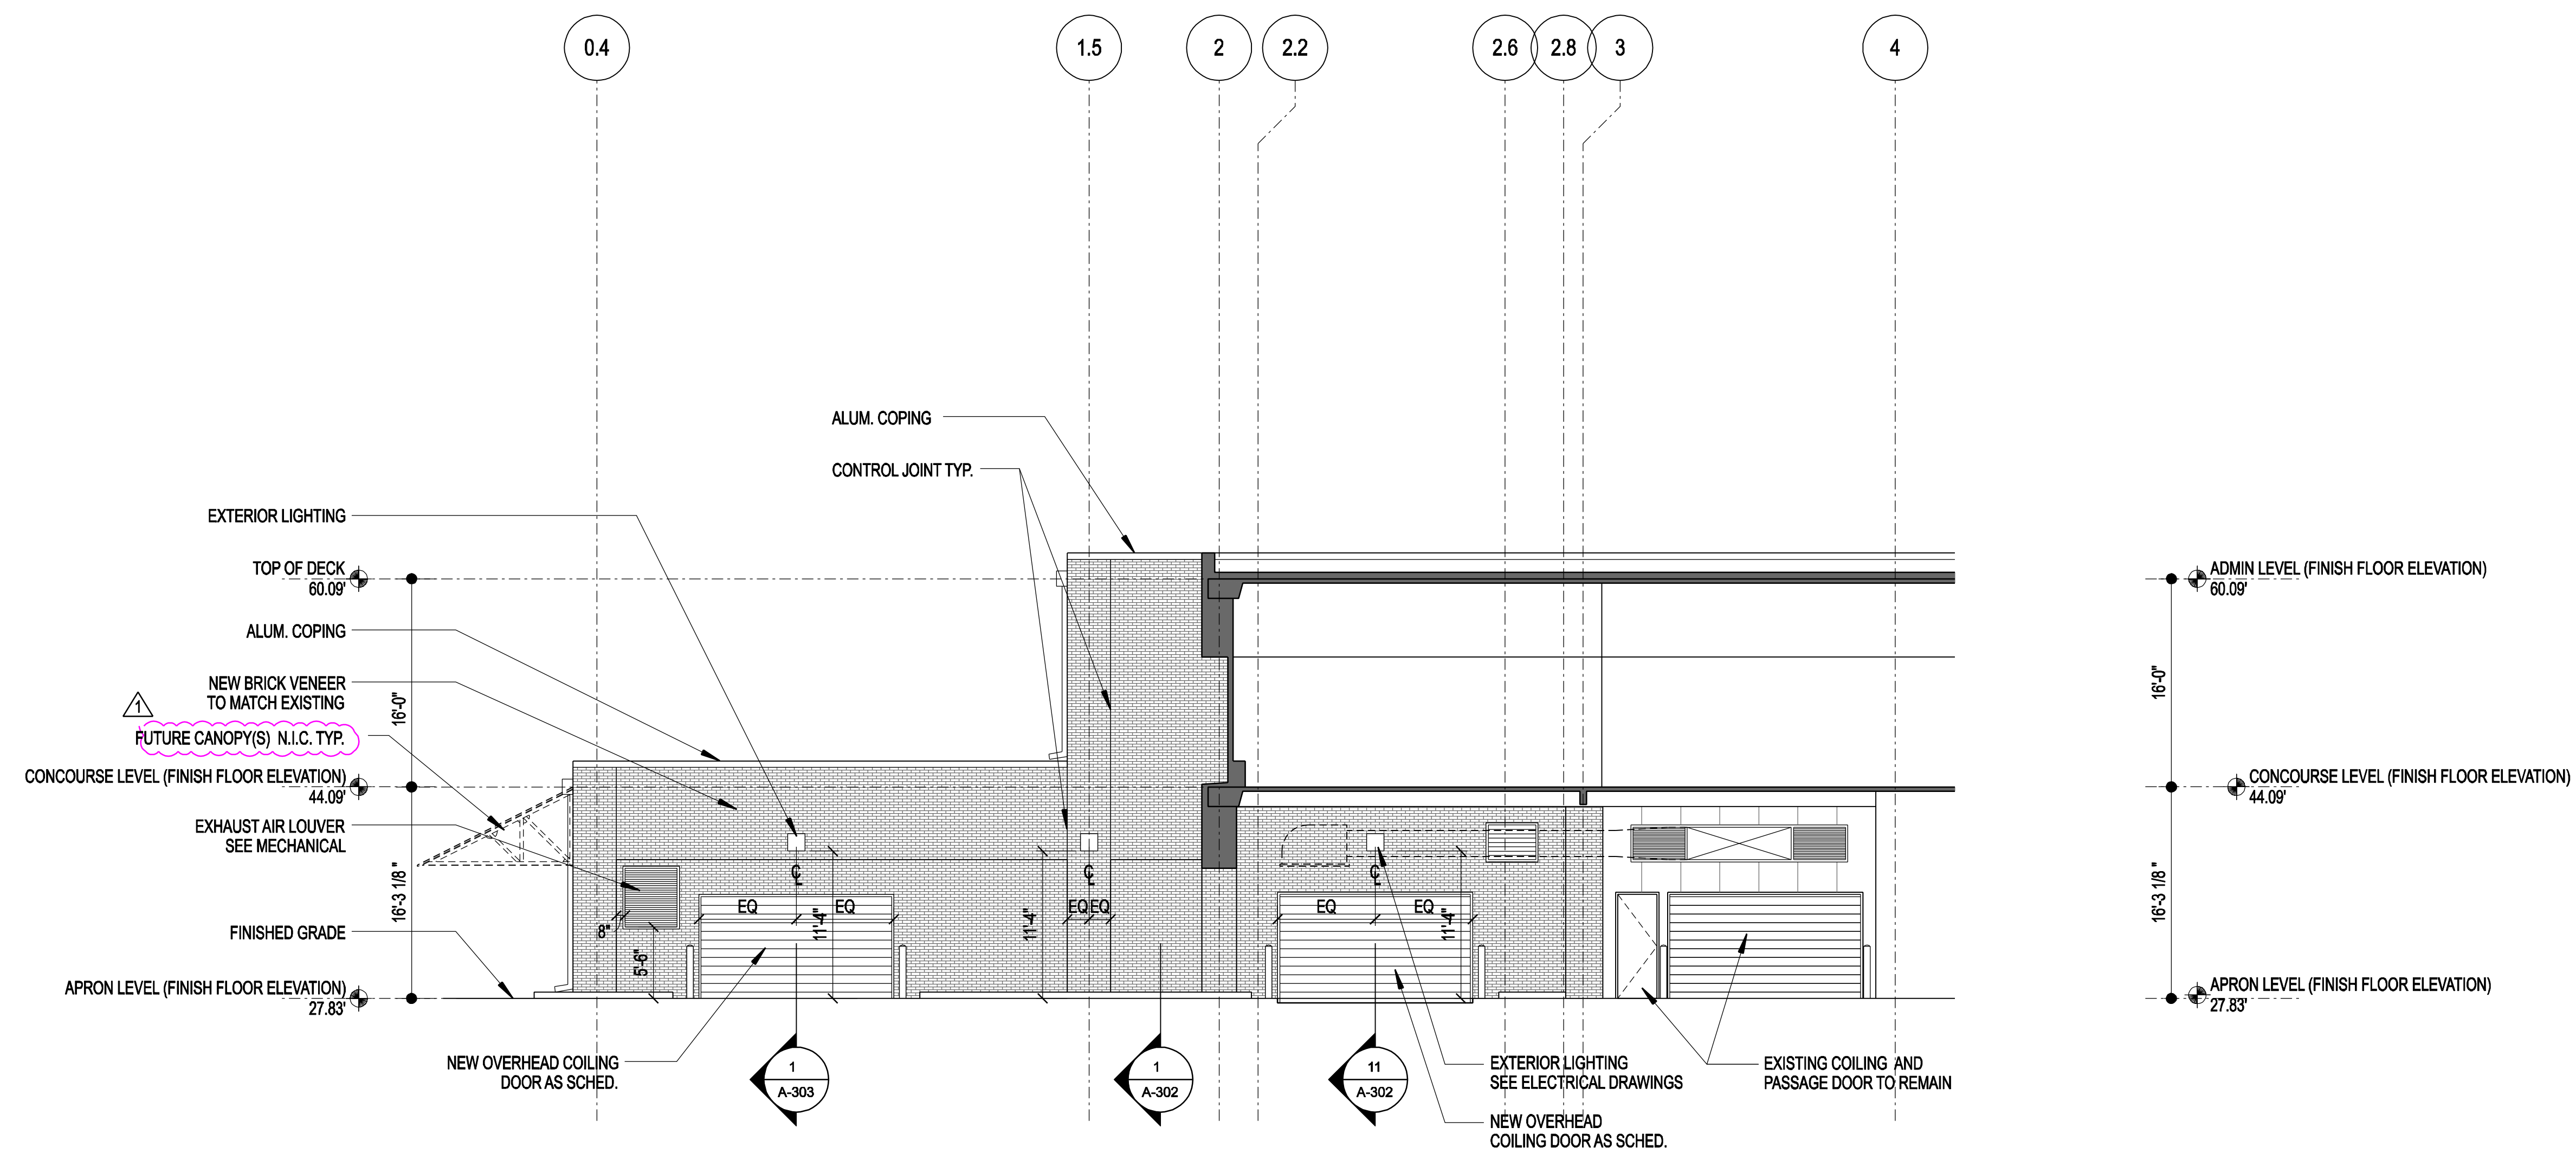 0.4
1.5
2
2.2
2.6
2.8
3
4
ALUM. COPING
CONTROL JOINT TYP.
EXTERIOR LIGHTING
TOP OF DECK
60.09'
ALUM. COPING
NEW BRICK VENEER
TO MATCH EXISTING
1
FUTURE CANOPY(S) N.I.C. TYP.
CONCOURSE LEVEL (FINISH FLOOR ELEVATION)
44.09'
EXHAUST AIR LOUVER
SEE MECHANICAL
FINISHED GRADE
APRON LEVEL (FINISH FLOOR ELEVATION)
27.83'
16'-0"
16'-3 1/8"
8"
5'-6"
EQ
EQ
11'-4"
11'-4"
EQ
EQ
EQ
EQ
11'-4"
CL
CL
CL
NEW OVERHEAD COILING
DOOR AS SCHED.
1
A-303
1
A-302
11
A-302
EXTERIOR LIGHTING
SEE ELECTRICAL DRAWINGS
NEW OVERHEAD
COILING DOOR AS SCHED.
EXISTING COILING AND
PASSAGE DOOR TO REMAIN
ADMIN LEVEL (FINISH FLOOR ELEVATION)
60.09'
16'-0"
CONCOURSE LEVEL (FINISH FLOOR ELEVATION)
44.09'
16'-3 1/8"
APRON LEVEL (FINISH FLOOR ELEVATION)
27.83'